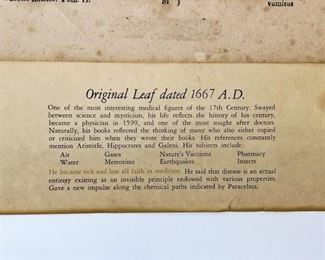 M J
vomitus
Original Leaf dated 1667 A.D.
One of the most interesting medical figures of the 17th Century. Swayed
between science and mysticism, his life reflects the history of his century,
became a physician in 1599, and one of the most sought after doctors.
Naturally, his books reflected the thinking of many who also either copied
or criticized him when they wrote their books. His references constantly
mention Aristole, Hippocrates and Galens. His subjects include:
Air Gases Nature's Vacuums Pharmacy
Water Meteorites Earthquakes Insects
He became sick and lost all faith in medicine. He said that disease is an actual
entirety existing as an invisible principle endowed with various properties.
Gave a new impulse along the chemical paths indicated by Paracelsus.